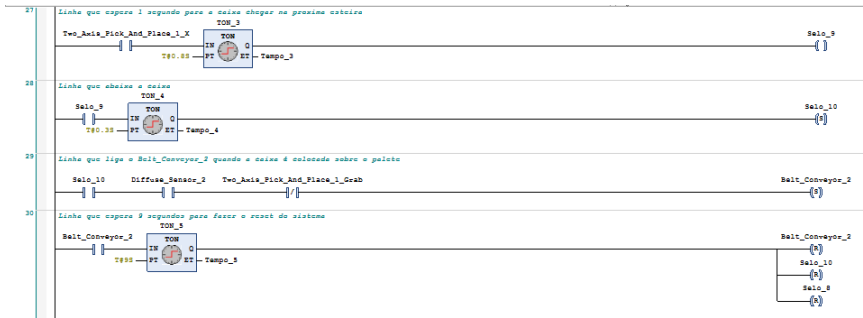 27 Linha que espera 1 segundo para a caixa chegar na proxima esteira
TON_3
Two_Axis_Pick_And_Place_1_X TON Selo_9
IN Q ( )
T#0.8S PT ET Tempo_3
28 Linha que abaixa a caixa
TON_4
Selo_9 TON Selo_10
IN Q (S)
T#0.3S PT ET Tempo_4
29 Linha que liga o Belt_Conveyor_2 quando a caixa é colocada sobre o palete
Selo_10 Diffuse_Sensor_2 Two_Axis_Pick_And_Place_1_Grab Belt_Conveyor_2
/ (S)
30 Linha que espera 9 segundos para fazer o reset do sistema
TON_5
Belt_Conveyor_2 TON Belt_Conveyor_2
IN Q (R)
T#9S PT ET Tempo_5 Selo_10
(R)
Selo_8
(R)